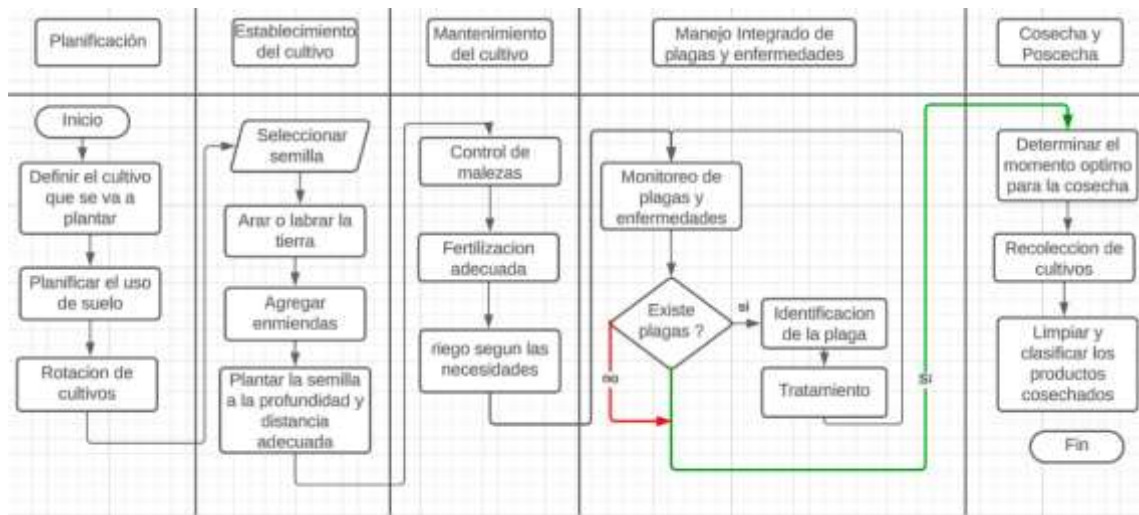 Planificación
Establecimiento
del cultivo
Mantenimiento
del cultivo
Manejo Integrado de
plagas y enfermedades
Cosecha y
Poscecha
Inicio
Definir el cultivo
que se va a
plantar
Planificar el uso
de suelo
Rotacion de
cultivos
Seleccionar
semilla
Arar o labrar la
tierra
Agregar
enmiendas
Plantar la semilla
a la profundidad y
distancia
adecuada
Control de
malezas
Fertilizacion
adecuada
riego segun las
necesidades
Monitoreo de
plagas y
enfermedades
Existe
plagas ?
si
no
Identificacion
de la plaga
Tratamiento
SI
Determinar el
momento optimo
para la cosecha
Recoleccion de
cultivos
Limpiar y
clasificar los
productos
cosechados
Fin